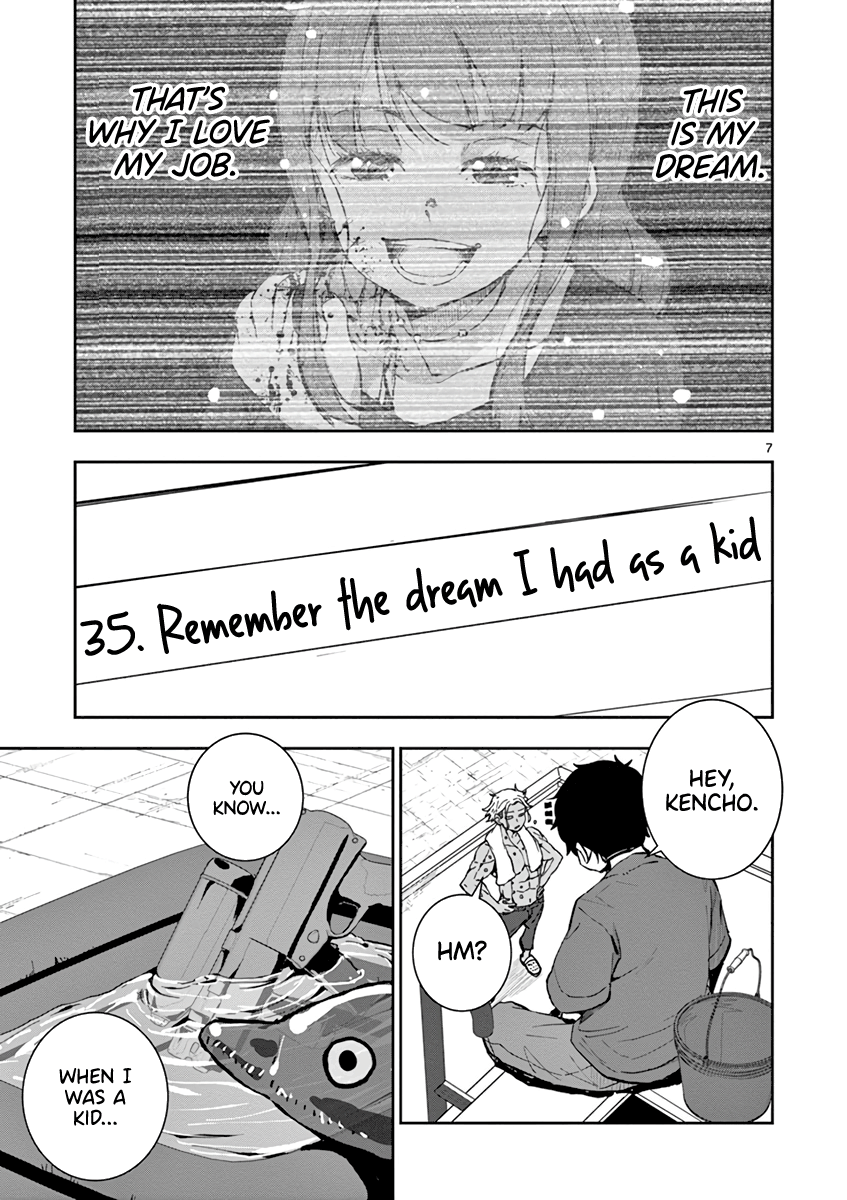 THIS
IS MY
DREAM.
THAT'S
WHY I LOVE
MY JOB.
7
35. Remember the dream I had as a kid
HEY,
KENCHO.
HM?
YOU
KNOW...
WHEN I
WAS A
KID...